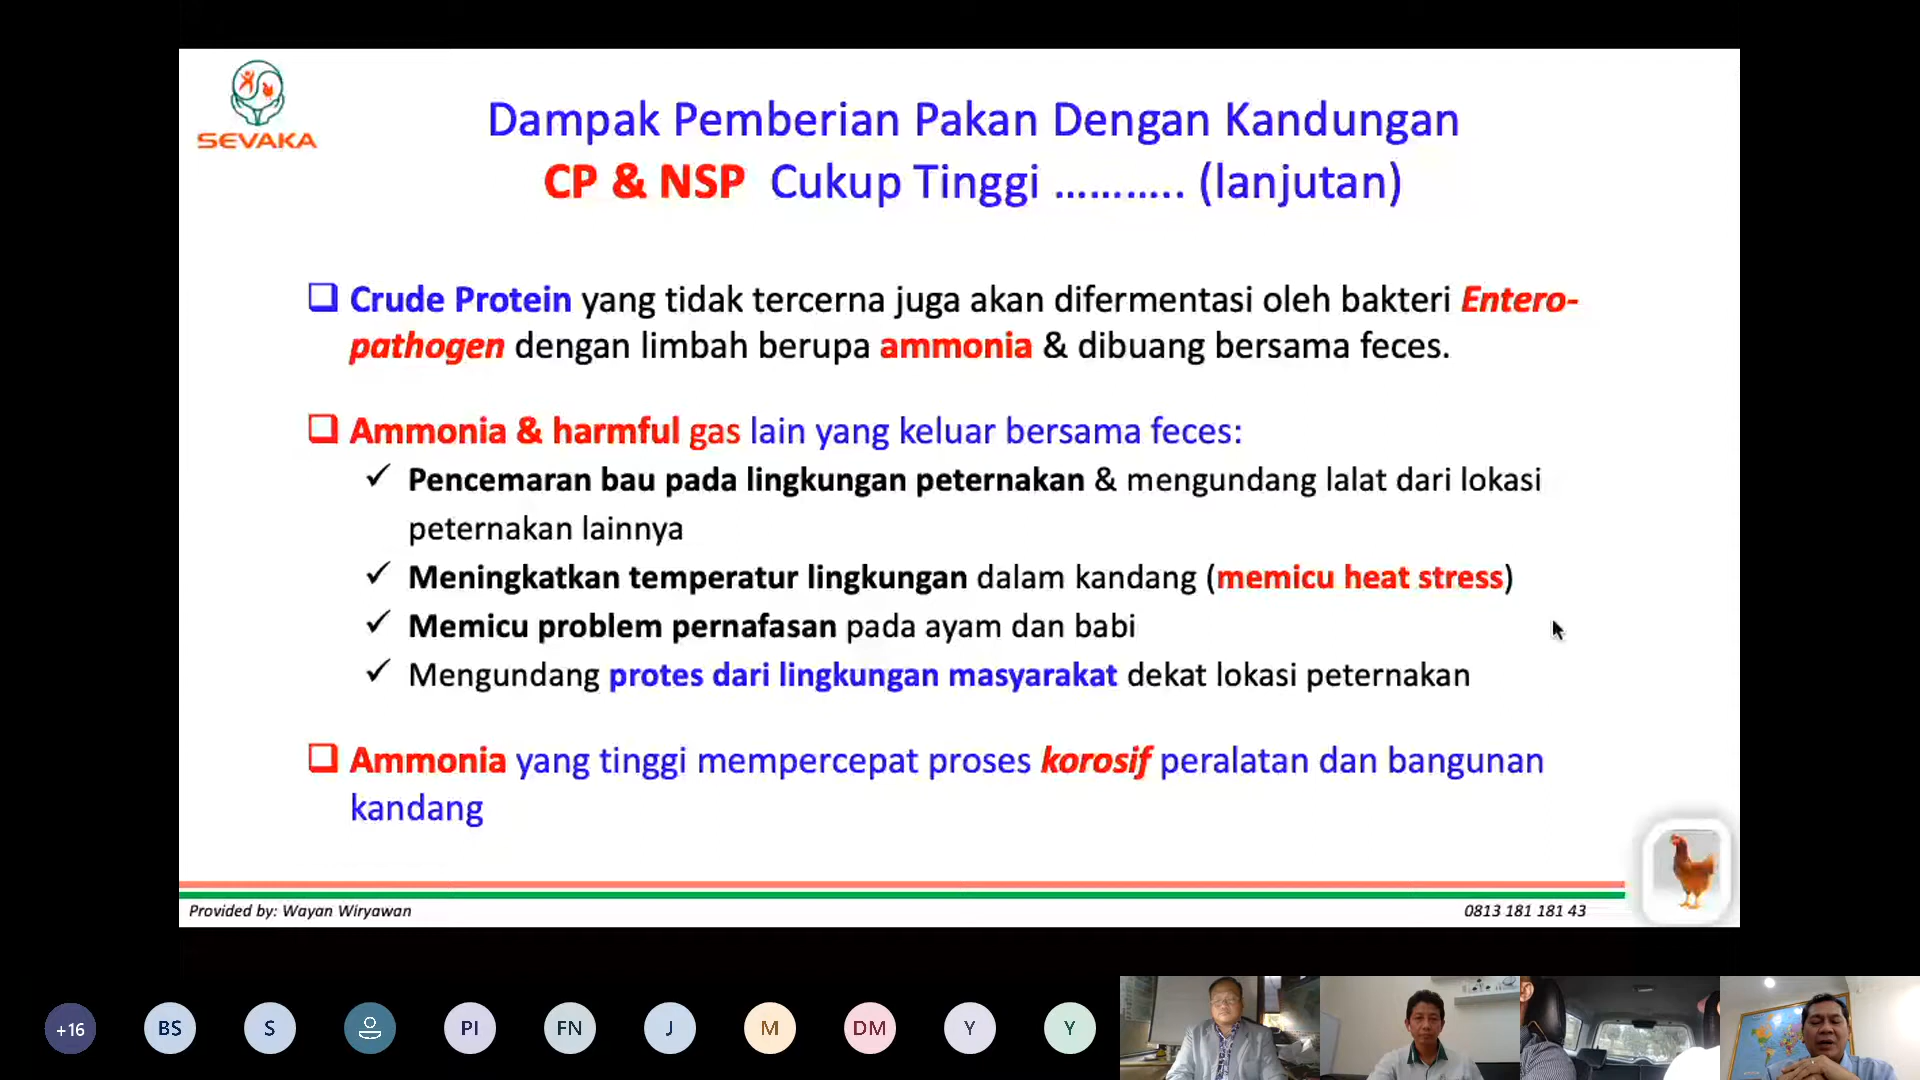 SEVAKA
Dampak Pemberian Pakan Dengan Kandungan
CP & NSP Cukup Tinggi ……….. (lanjutan)
Crude Protein yang tidak tercerna juga akan difermentasi oleh bakteri Entero-
pathogen dengan limbah berupa ammonia & dibuang bersama feces.
Ammonia & harmful gas lain yang keluar bersama feces:
Pencemaran bau pada lingkungan peternakan & mengundang lalat dari lokasi
peternakan lainnya
Meningkatkan temperatur lingkungan dalam kandang (memicu heat stress)
Memicu problem pernafasan pada ayam dan babi
Mengundang protes dari lingkungan masyarakat dekat lokasi peternakan
Ammonia yang tinggi mempercepat proses korosif peralatan dan bangunan
kandang
Provided by: Wayan Wiryawan
0813 181 181 43
+16
BS
S
PI
FN
J
M
DM
Y
Y